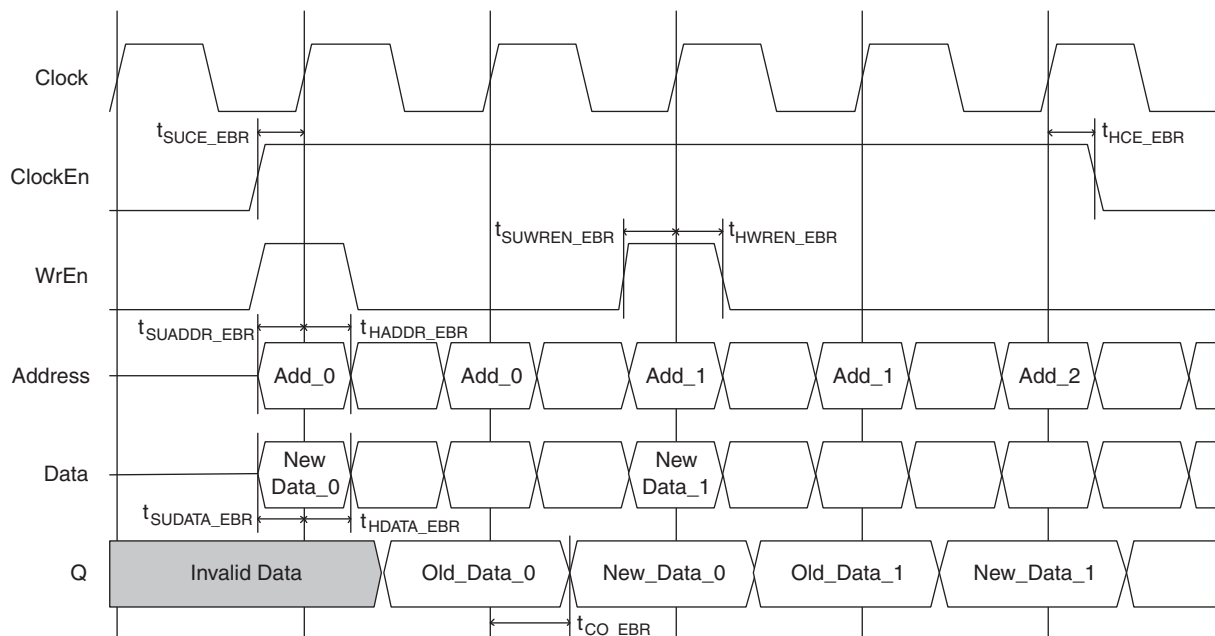 Clock
tSUCE_EBR
tHCE_EBR
ClockEn
tSUWREN_EBR
tHWREN_EBR
WrEn
tSUADDR_EBR
tHADDR_EBR
Address
Add_0
Add_0
Add_1
Add_1
Add_2
Data
New
Data_0
New
Data_1
tSUDATA_EBR
tHDATA_EBR
Q
Invalid Data
Old_Data_0
New_Data_0
Old_Data_1
New_Data_1
tCO_EBR